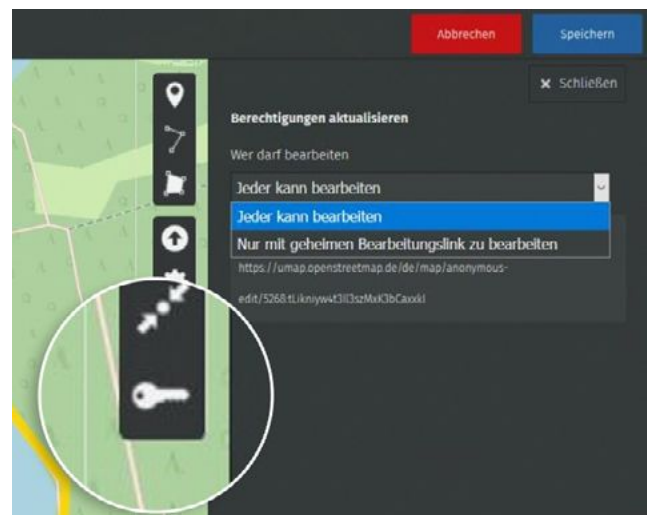 Abbrechen
Speichern
× Schließen
Berechtigungen aktualisieren
Wer darf bearbeiten
Jeder kann bearbeiten
Jeder kann bearbeiten
Nur mit geheimen Bearbeitungslink zu bearbeiten
https://umap.openstreetmap.de/de/map/anonymous-